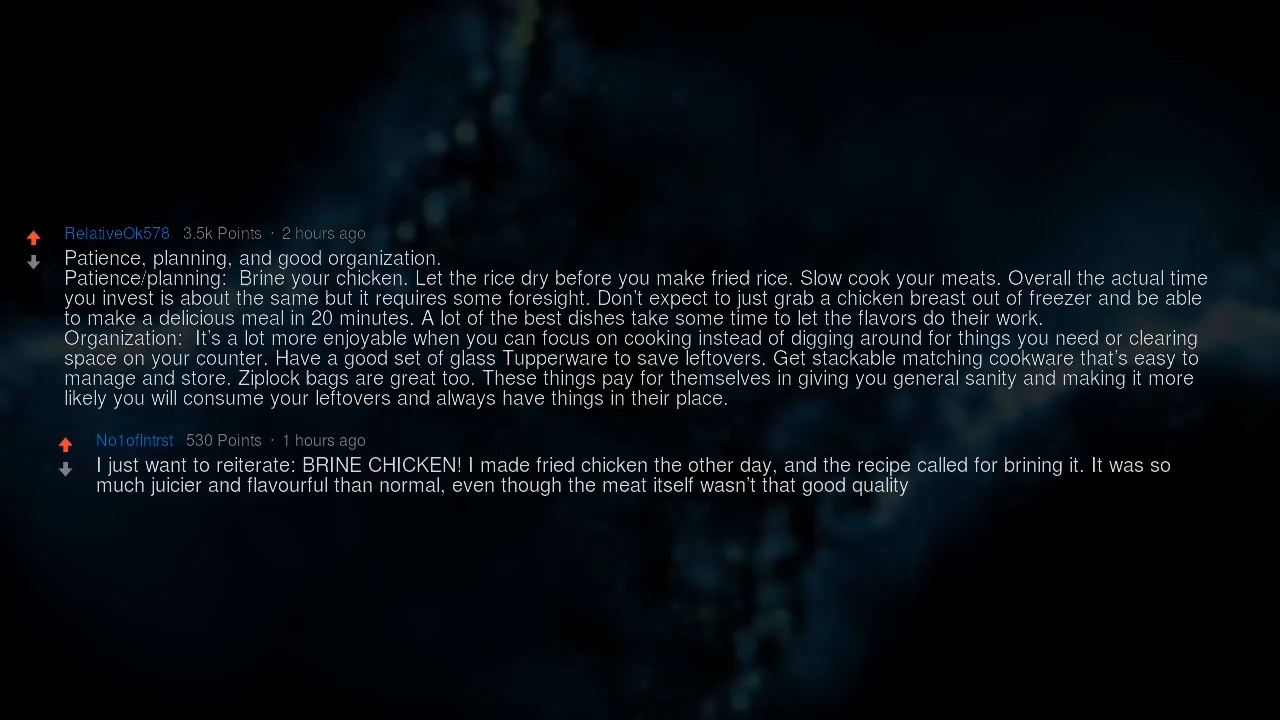 RelativeOk578 3.5k Points · 2 hours ago
Patience, planning, and good organization.
Patience/planning:  Brine your chicken. Let the rice dry before you make fried rice. Slow cook your meats. Overall the actual time
you invest is about the same but it requires some foresight. Don't expect to just grab a chicken breast out of freezer and be able
to make a delicious meal in 20 minutes. A lot of the best dishes take some time to let the flavors do their work.
Organization:  It's a lot more enjoyable when you can focus on cooking instead of digging around for things you need or clearing
space on your counter. Have a good set of glass Tupperware to save leftovers. Get stackable matching cookware that's easy to
manage and store. Ziplock bags are great too. These things pay for themselves in giving you general sanity and making it more
likely you will consume your leftovers and always have things in their place.
No1ofIntrst 530 Points · 1 hours ago
I just want to reiterate: BRINE CHICKEN! I made fried chicken the other day, and the recipe called for brining it. It was so
much juicier and flavourful than normal, even though the meat itself wasn't that good quality